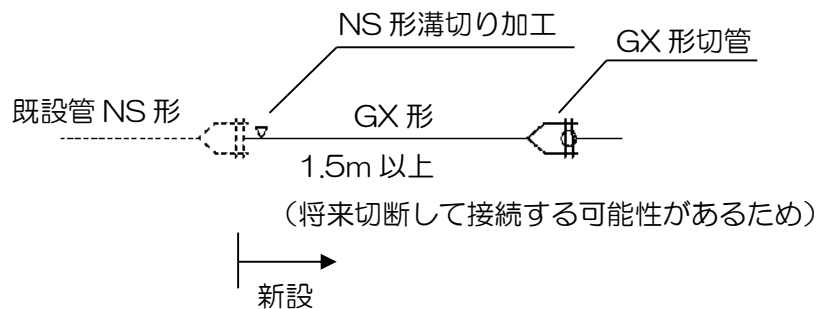 NS形溝切り加工
GX形切管
既設管NS形
GX形
1.5m以上
（将来切断して接続する可能性があるため）
新設